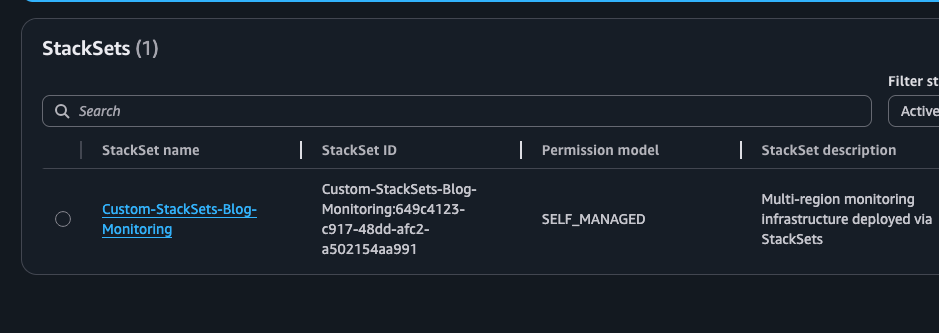 StackSets (1)
Filter st
Search
Active
StackSet name
StackSet ID
Permission model
StackSet description
Custom-StackSets-Blog-
Monitoring
Custom-StackSets-Blog-
Monitoring:649c4123-
c917-48dd-afc2-
a502154aa991
SELF_MANAGED
Multi-region monitoring
infrastructure deployed via
StackSets